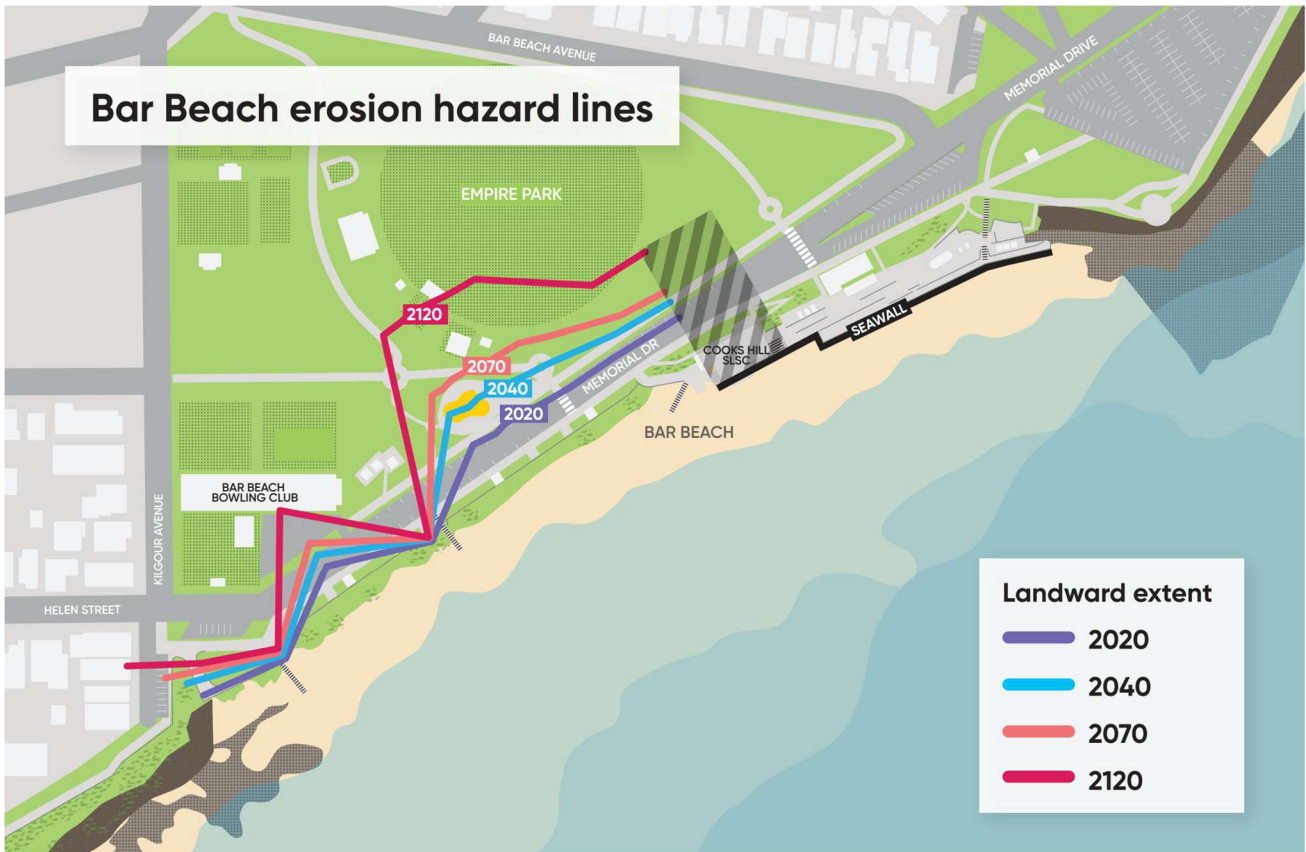 BAR BEACH AVENUE
MEMORIAL DRIVE
Bar Beach erosion hazard lines
EMPIRE PARK
2120
SEAWALL
COOKS HILL
SLSC
MEMORIAL DR
2070
2040
2020
BAR BEACH
BAR BEACH
BOWLING CLUB
KILGOUR AVENUE
HELEN STREET
Landward extent
2020
2040
2070
2120